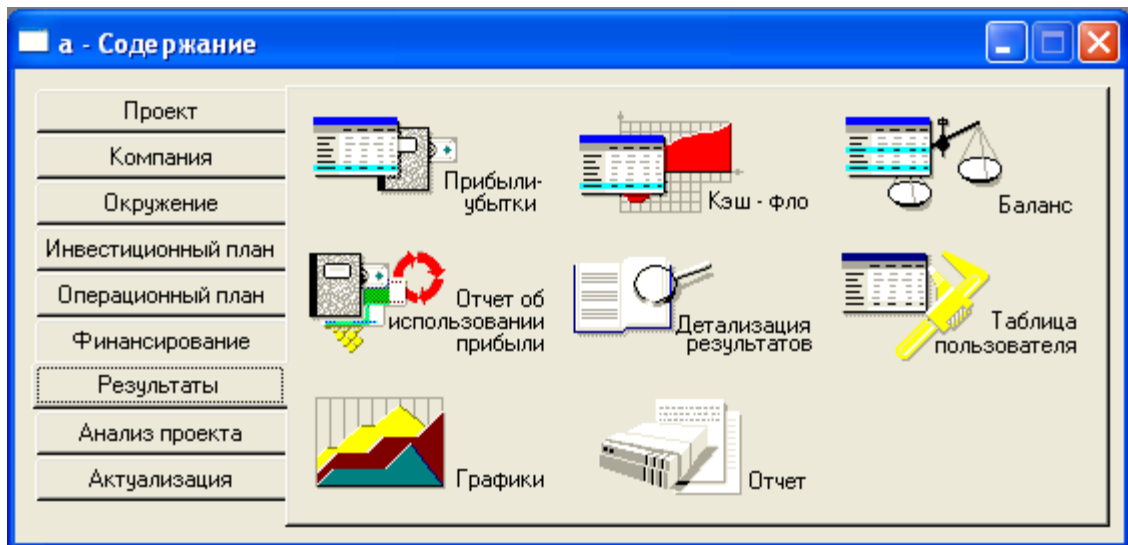 а - Содержание
Проект
Компания
Окружение
Инвестиционный план
Операционный план
Финансирование
Результаты
Анализ проекта
Актуализация
Прибыли-
убытки
Кэш - фло
Баланс
Отчет об
использовании
прибыли
Детализация
результатов
Таблица
пользователя
Графики
Отчет